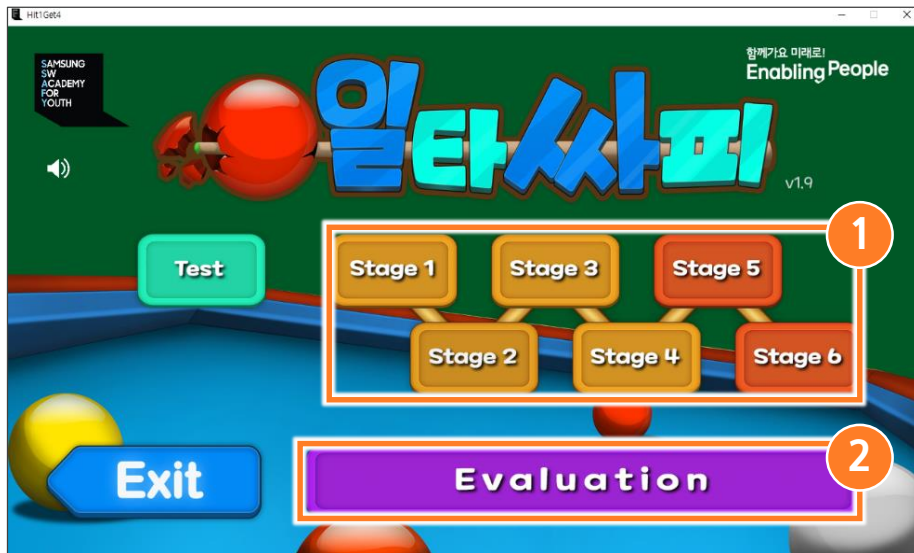 Hit1Get4
SAMSUNG
SW
ACADEMY
FOR
YOUTH
함께가요 미래로!
Enabling People
일타싸피
v1.9
1
Test
Stage 1
Stage 3
Stage 5
Stage 2
Stage 4
Stage 6
2
Exit
Evaluation